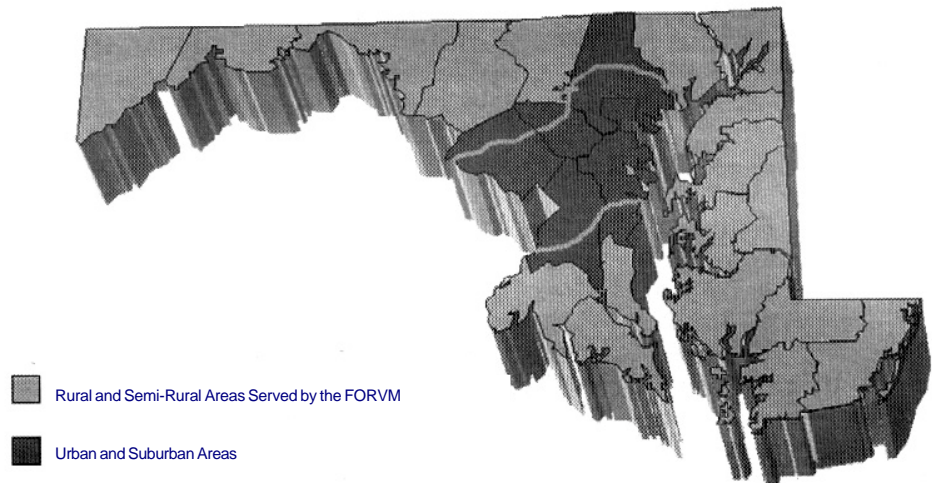 Rural and Semi-Rural Areas Served by the FORVM
Urban and Suburban Areas